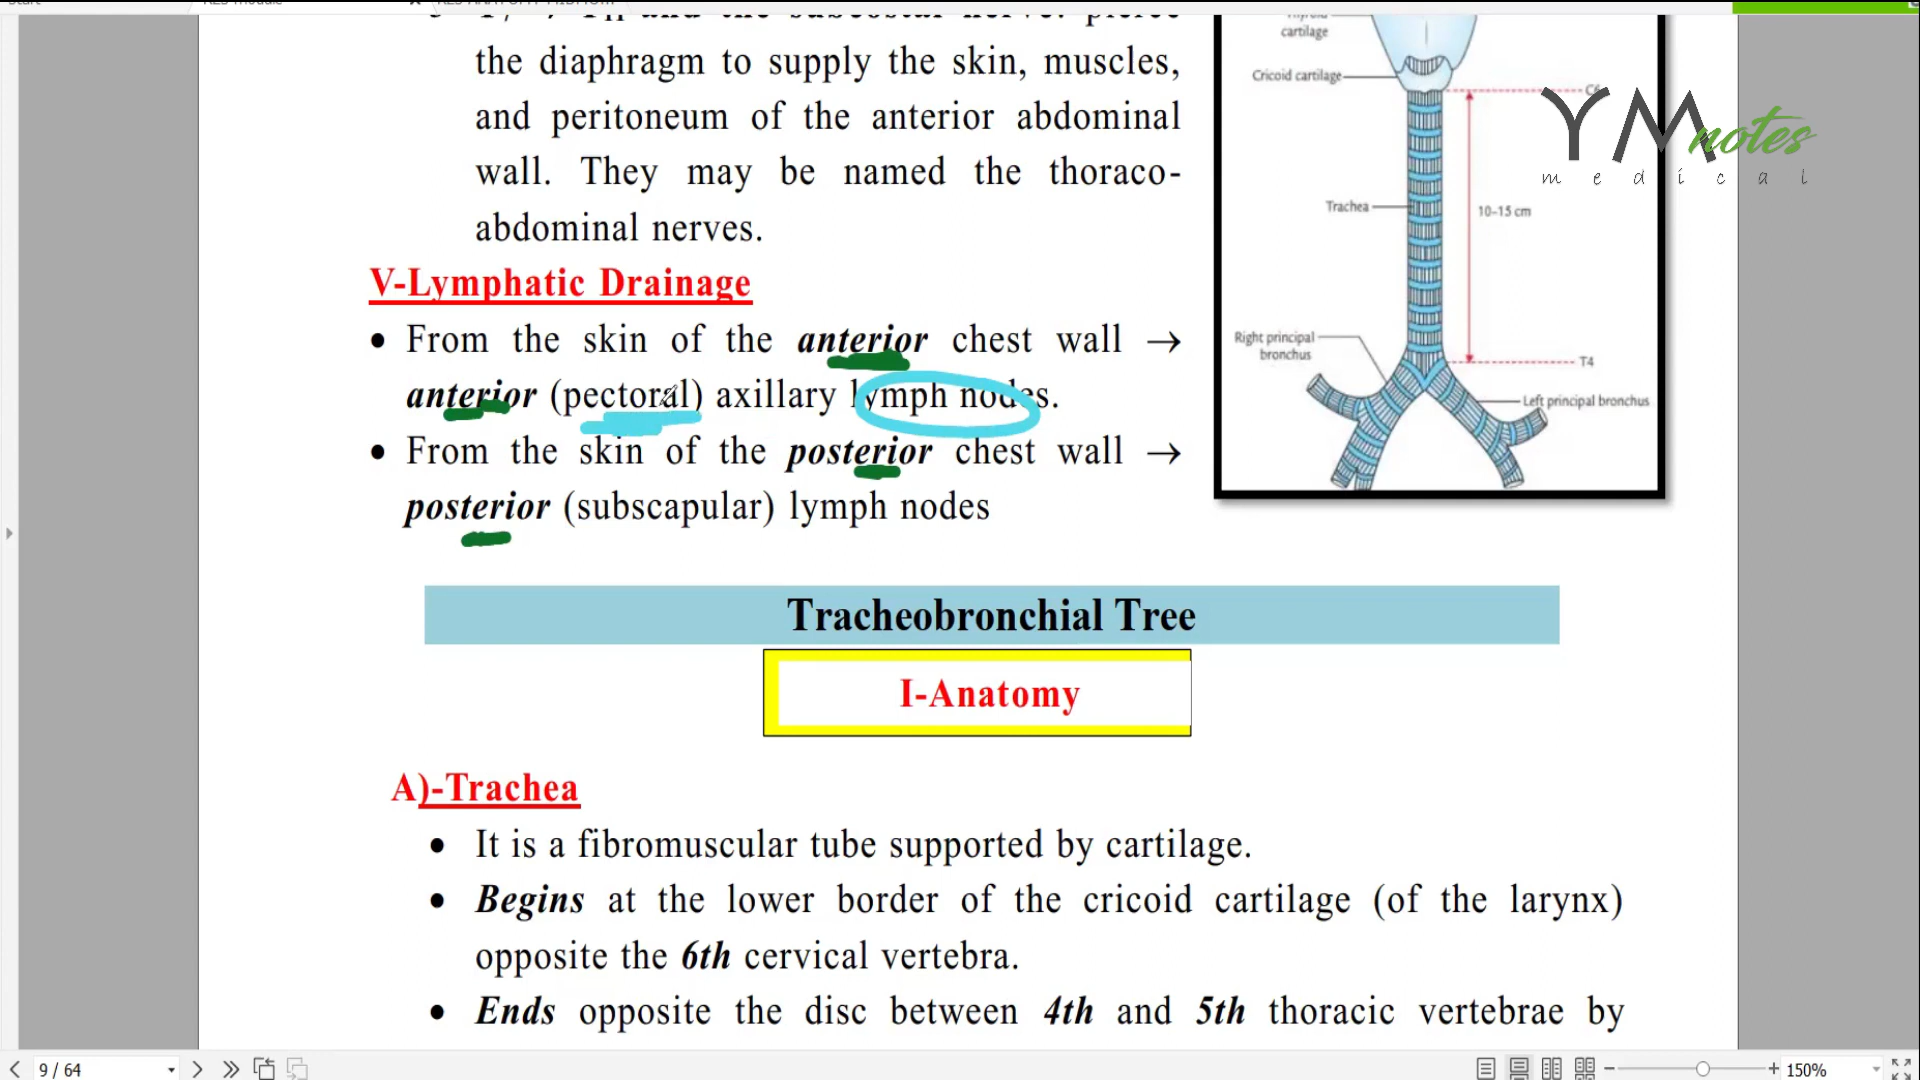 the diaphragm to supply the skin, muscles,
and peritoneum of the anterior abdominal
wall. They may be named the thoraco-
abdominal nerves.
V-Lymphatic Drainage
• From the skin of the anterior chest wall →
anterior (pectoral) axillary lymph nodes.
• From the skin of the posterior chest wall →
posterior (subscapular) lymph nodes
cartilage
Cricoid cartilage
Trachea
10-15 cm
Right principal
bronchus
T4
Left principal bronchus
YM notes
medical
Tracheobronchial Tree
I-Anatomy
A)-Trachea
• It is a fibromuscular tube supported by cartilage.
• Begins at the lower border of the cricoid cartilage (of the larynx)
opposite the 6th cervical vertebra.
• Ends opposite the disc between 4th and 5th thoracic vertebrae by
9 / 64
150%